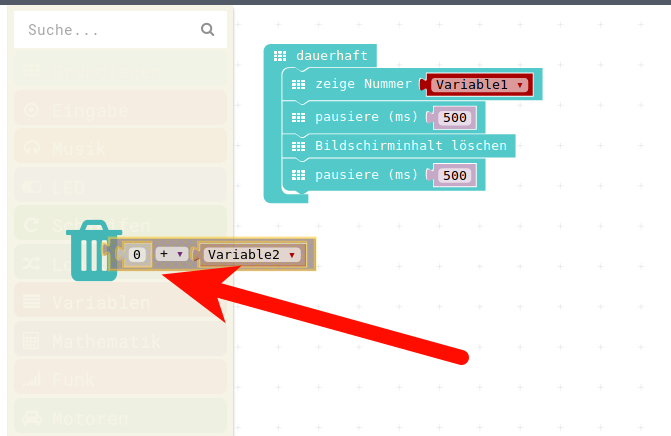 Suche...
Eingabe
Musik
LED
Schleifen
Variablen
Mathematik
Funk
Motoren
dauerhaft
zeige Nummer Variable1
pausiere (ms) 500
Bildschirminhalt löschen
pausiere (ms) 500
0 + Variable2